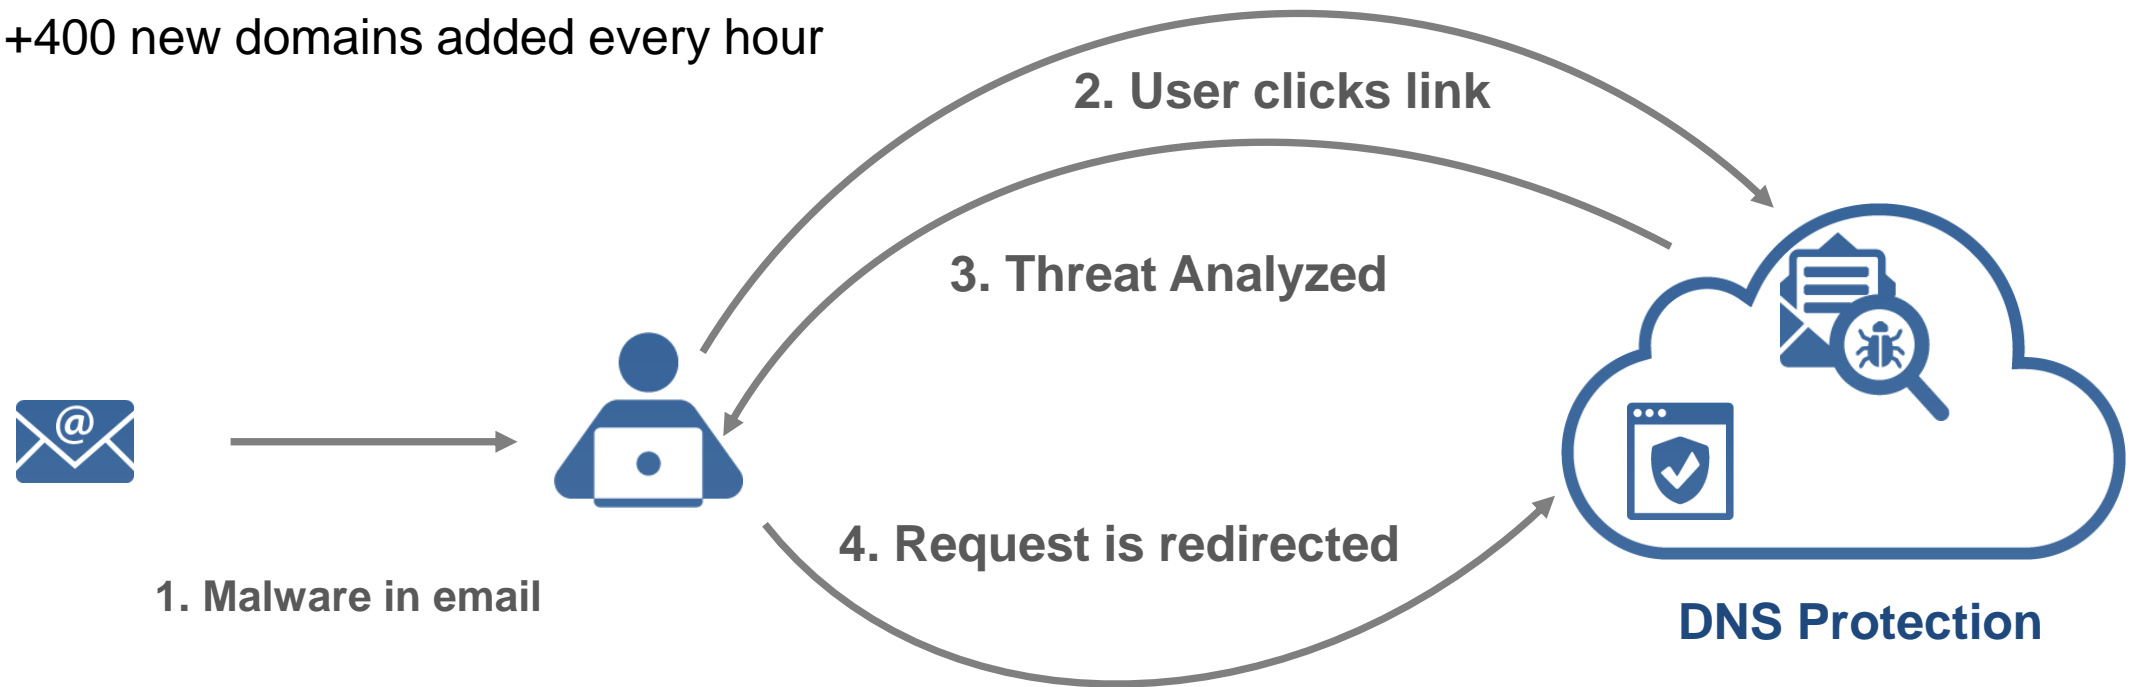 +400 new domains added every hour
2. User clicks link
3. Threat Analyzed
@
4. Request is redirected
1. Malware in email
DNS Protection